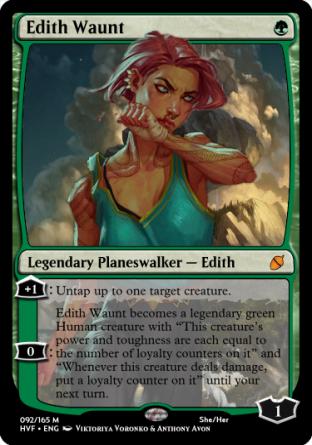 Edith Waunt
Legendary Planeswalker — Edith
+1 : Untap up to one target creature.
Edith Waunt becomes a legendary green
Human creature with “This creature's
power and toughness are each equal to
0 : the number of loyalty counters on it” and
“Whenever this creature deals damage,
put a loyalty counter on it” until your
next turn.
1
092/165 M She/Her
HVF • ENG Viktoriya Voronko & Anthony Avon